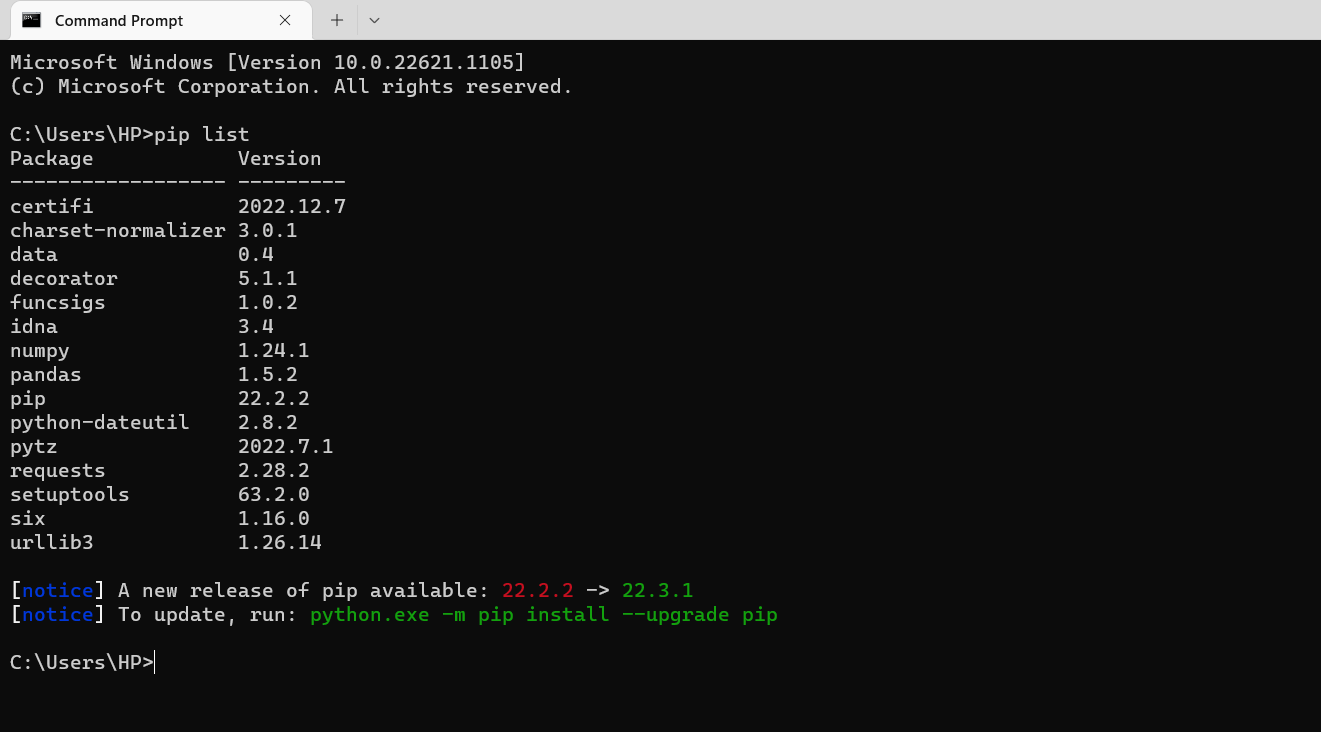 Command Prompt
Microsoft Windows [Version 10.0.22621.1105]
(c) Microsoft Corporation. All rights reserved.
C:\Users\HP>pip list
Package            Version
------------------ ---------
certifi            2022.12.7
charset-normalizer 3.0.1
data               0.4
decorator          5.1.1
funcsigs           1.0.2
idna               3.4
numpy              1.24.1
pandas             1.5.2
pip                22.2.2
python-dateutil    2.8.2
pytz               2022.7.1
requests           2.28.2
setuptools         63.2.0
six                1.16.0
urllib3            1.26.14
[notice] A new release of pip available: 22.2.2 -> 22.3.1
[notice] To update, run: python.exe -m pip install --upgrade pip
C:\Users\HP>